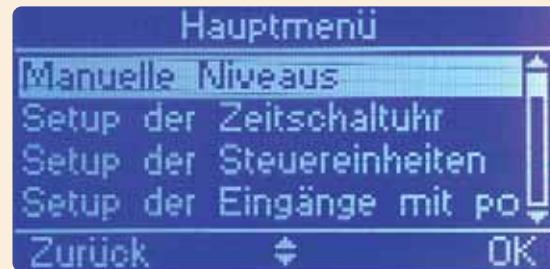 Hauptmenü
Manuelle Niveaus
Setup der Zeitschaltuhr
Setup der Steuereinheiten
Setup der Eingänge mit po
Zurück OK